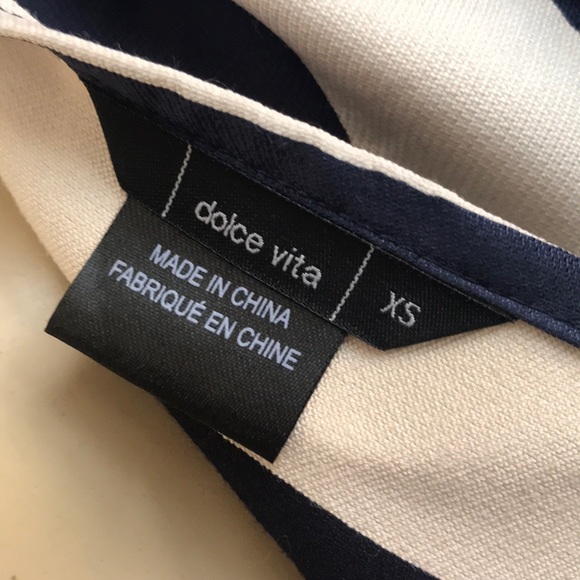 dolce vita
XS
MADE IN CHINA
FABRIQUÉ EN CHINE